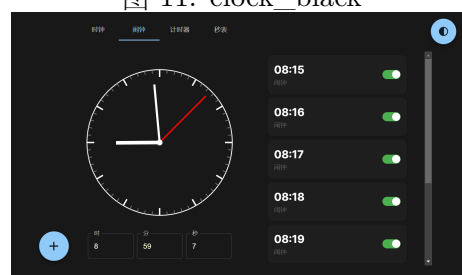 图 11: clock_black
时钟 闹钟 计时器 秒表
08:15
闹钟
08:16
闹钟
08:17
闹钟
08:18
闹钟
08:19
闹钟
时 分 秒
8 59 7
+